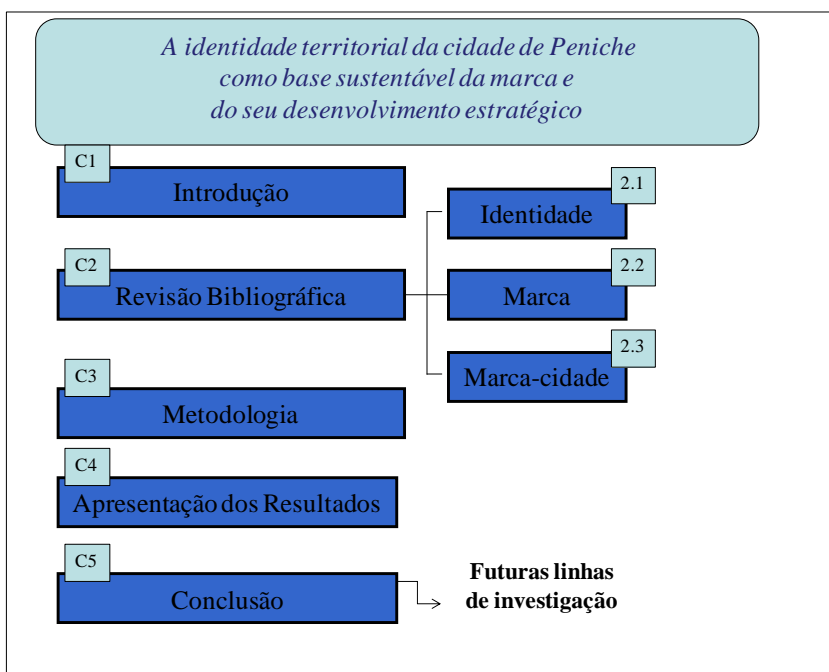 A identidade territorial da cidade de Peniche
como base sustentável da marca e
do seu desenvolvimento estratégico
C1
Introdução
C2
Revisão Bibliográfica
2.1
Identidade
2.2
Marca
2.3
Marca-cidade
C3
Metodologia
C4
Apresentação dos Resultados
C5
Conclusão
Futuras linhas
de investigação